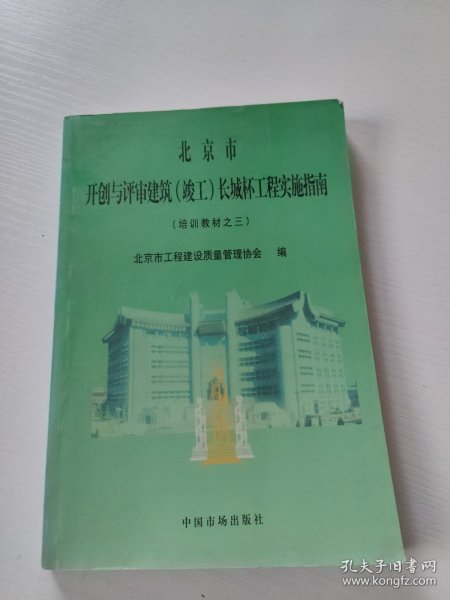 北京市
开创与评审建筑(竣工)长城杯工程实施指南
(培训教材之三)
北京市工程建设质量管理协会 编
中国市场出版社
孔夫子旧书网
www.kongfz.com